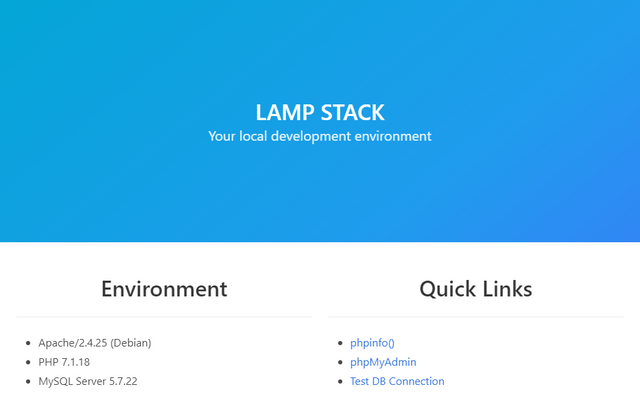 LAMP STACK
Your local development environment
Environment
Apache/2.4.25 (Debian)
PHP 7.1.18
MySQL Server 5.7.22
Quick Links
phpinfo()
phpMyAdmin
Test DB Connection